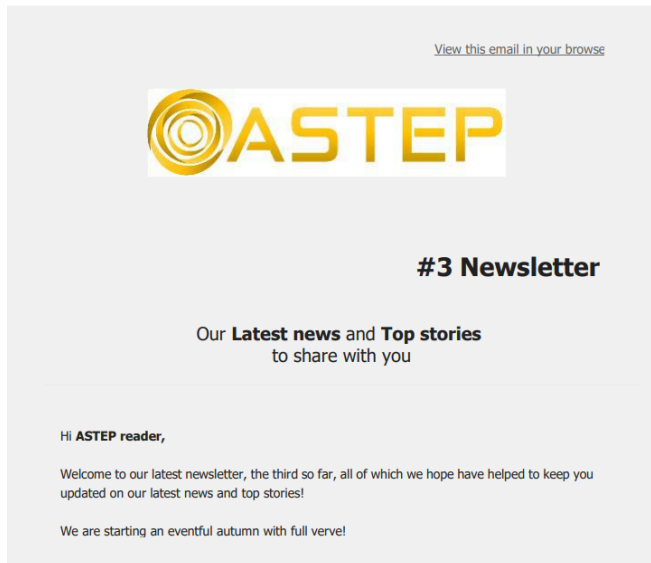 View this email in your browse
ASTEP
#3 Newsletter
Our Latest news and Top stories
to share with you
Hi ASTEP reader,
Welcome to our latest newsletter, the third so far, all of which we hope have helped to keep you
updated on our latest news and top stories!
We are starting an eventful autumn with full verve!